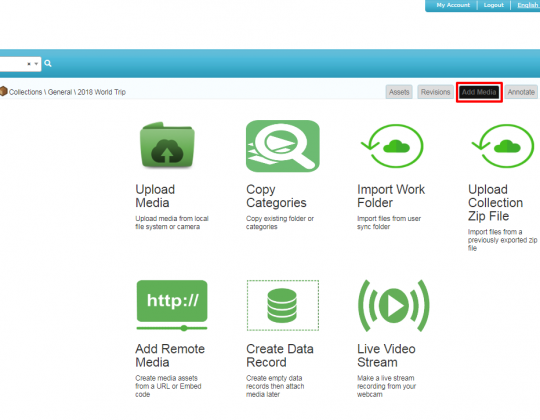 My Account Logout English
Collections \ General \ 2018 World Trip Assets Revisions Add Media Annotate
Upload Media
Upload media from local
file system or camera
Copy Categories
Copy existing folder or
categories
Import Work Folder
Import files from user
sync folder
Upload Collection Zip File
Import files from a
previously exported zip
file
http://
Add Remote Media
Create media assets
from a URL or Embed
code
Create Data Record
Create empty data
records then attach
media later
Live Video Stream
Make a live stream
recording from your
webcam